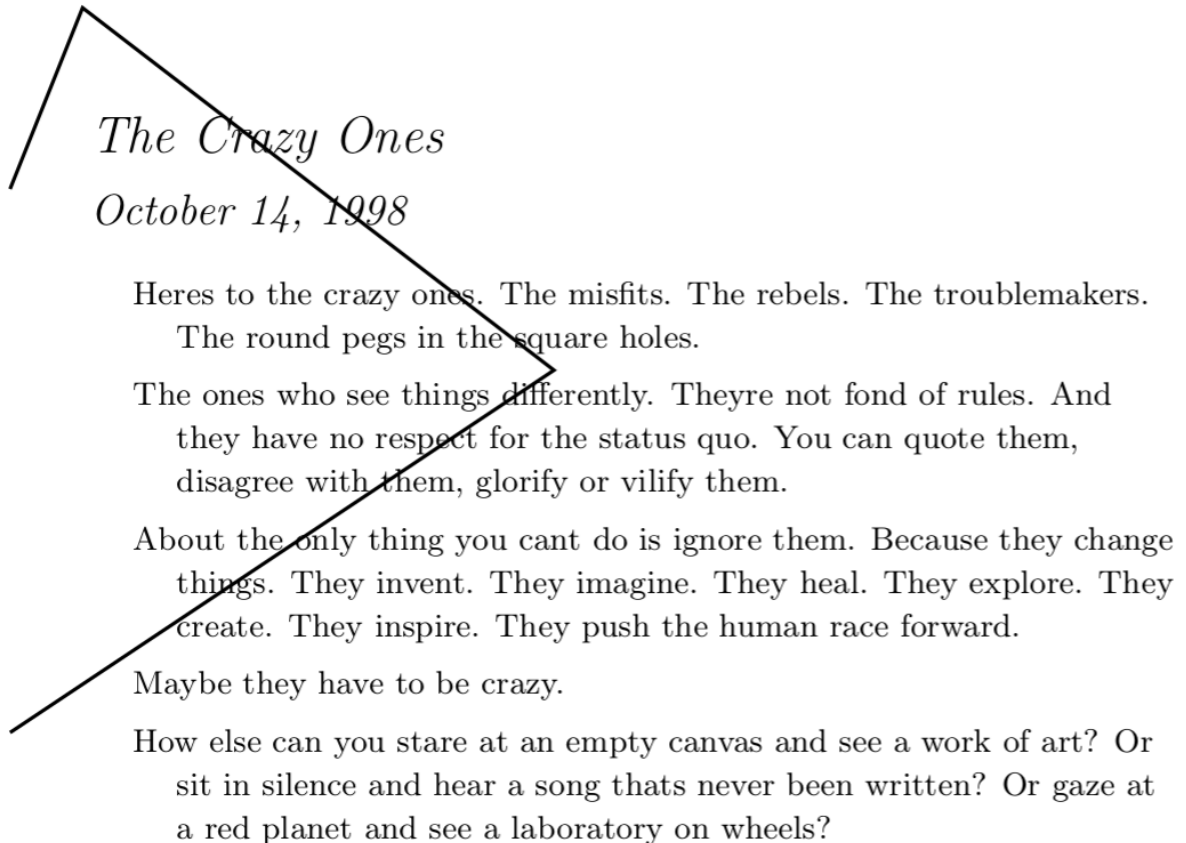 The Crazy Ones
October 14, 1998
Heres to the crazy ones. The misfits. The rebels. The troublemakers.
The round pegs in the square holes.
The ones who see things differently. Theyre not fond of rules. And
they have no respect for the status quo. You can quote them,
disagree with them, glorify or vilify them.
About the only thing you cant do is ignore them. Because they change
things. They invent. They imagine. They heal. They explore. They
create. They inspire. They push the human race forward.
Maybe they have to be crazy.
How else can you stare at an empty canvas and see a work of art? Or
sit in silence and hear a song thats never been written? Or gaze at
a red planet and see a laboratory on wheels?